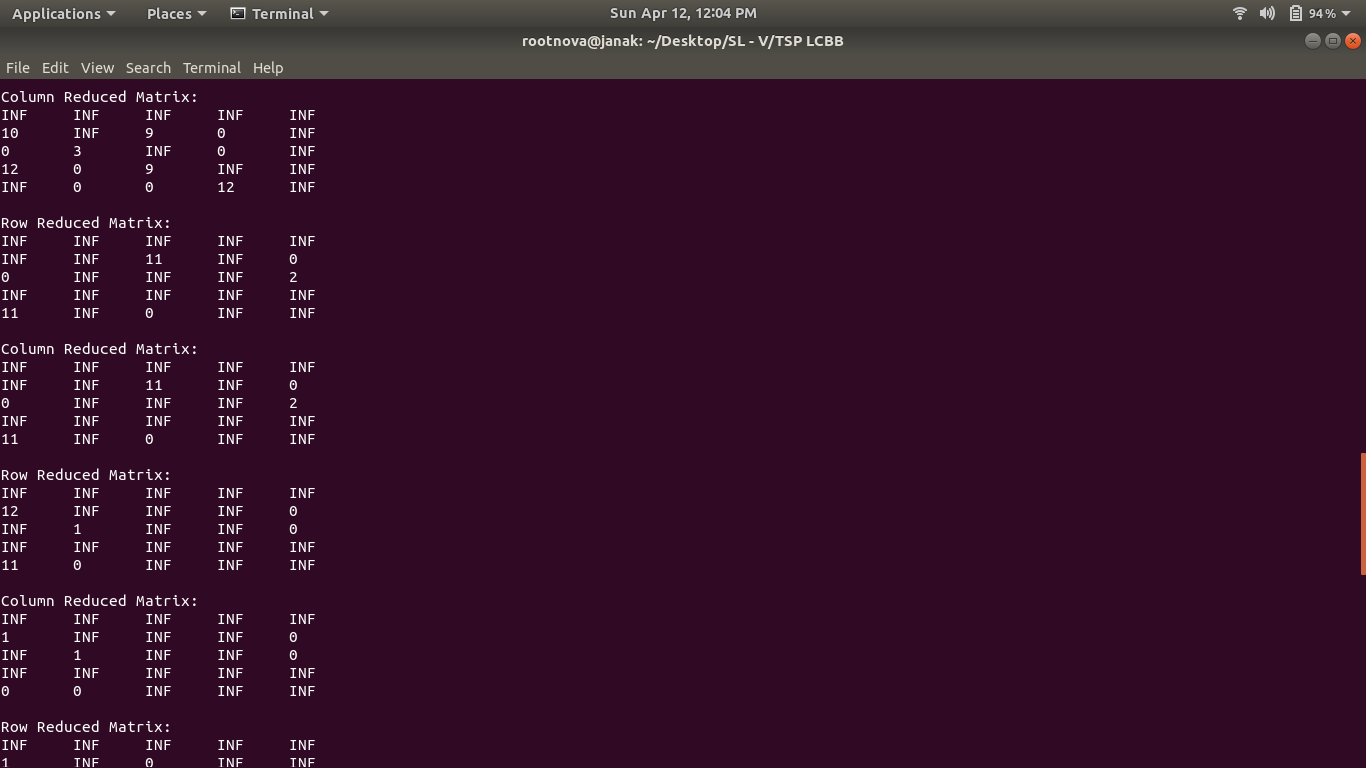 Applications Places Terminal Sun Apr 12, 12:04 PM 94%
rootnova@janak: ~/Desktop/SL - V/TSP LCBB
File Edit View Search Terminal Help
Column Reduced Matrix:
INF INF INF INF INF
10 INF 9 0 INF
0 3 INF 0 INF
12 0 9 INF INF
INF 0 0 12 INF
Row Reduced Matrix:
INF INF INF INF INF
INF INF 11 INF 0
0 INF INF INF 2
INF INF INF INF INF
11 INF 0 INF INF
Column Reduced Matrix:
INF INF INF INF INF
INF INF 11 INF 0
0 INF INF INF 2
INF INF INF INF INF
11 INF 0 INF INF
Row Reduced Matrix:
INF INF INF INF INF
12 INF INF INF 0
INF 1 INF INF 0
INF INF INF INF INF
11 0 INF INF INF
Column Reduced Matrix:
INF INF INF INF INF
1 INF INF INF 0
INF 1 INF INF 0
INF INF INF INF INF
0 0 INF INF INF
Row Reduced Matrix:
INF INF INF INF INF
1 INF 0 INF INF